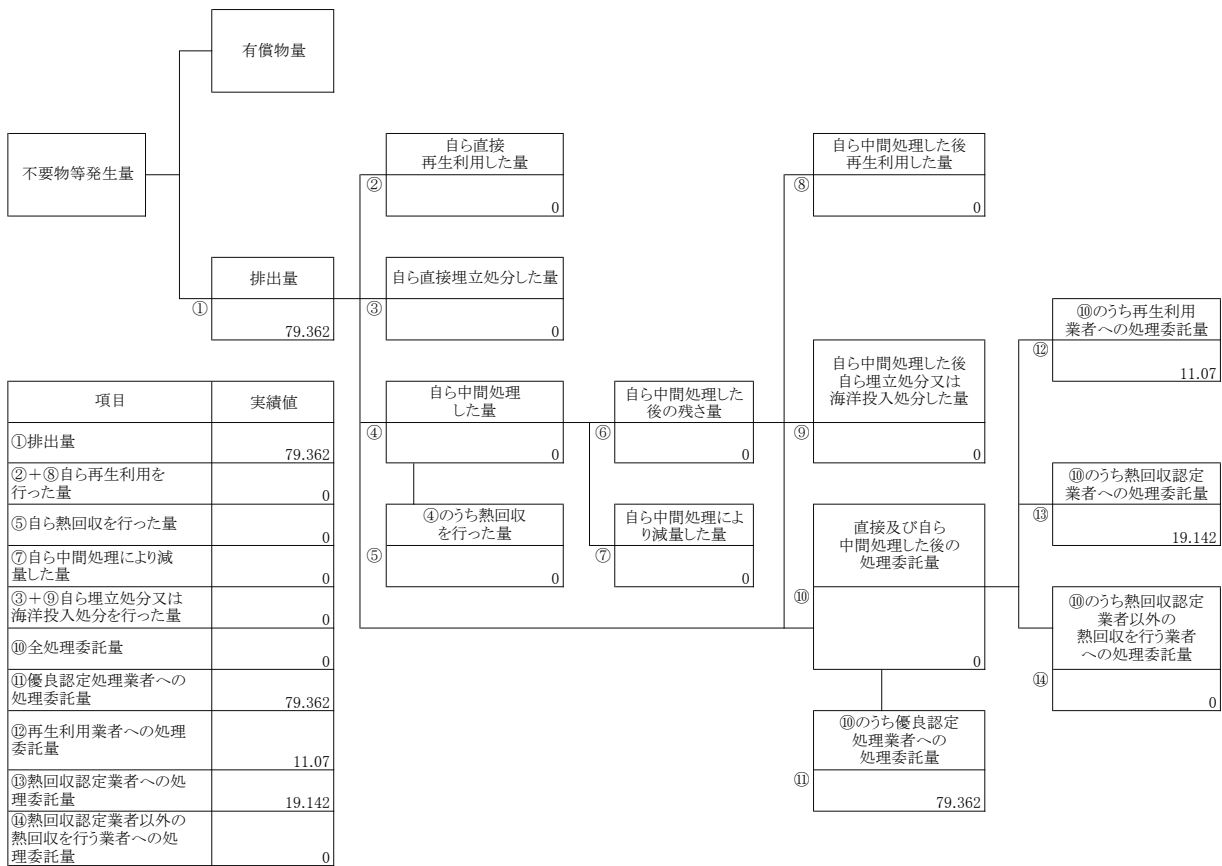 有償物量
不要物等発生量
自ら直接
再生利用した量
②
0
自ら中間処理した後
再生利用した量
⑧
0
排出量
①
79.362
自ら直接埋立処分した量
③
0
⑩のうち再生利用
業者への処理委託量
⑫
11.07
自ら中間処理
した量
④
0
自ら中間処理した
後の残さ量
⑥
0
自ら中間処理した後
自ら埋立処分又は
海洋投入処分した量
⑨
0
⑩のうち熱回収認定
業者への処理委託量
⑬
19.142
④のうち熱回収
を行った量
⑤
0
自ら中間処理によ
り減量した量
⑦
0
直接及び自ら
中間処理した後の
処理委託量
⑩
0
⑩のうち熱回収認定
業者以外の
熱回収を行う業者
への処理委託量
⑭
0
⑩のうち優良認定
処理業者への
処理委託量
⑪
79.362
項目 実績値
①排出量 79.362
②＋⑧自ら再生利用を
行った量 0
⑤自ら熱回収を行った量 0
⑦自ら中間処理により減
量した量 0
③＋⑨自ら埋立処分又は
海洋投入処分を行った量 0
⑩全処理委託量 0
⑪優良認定処理業者への
処理委託量 79.362
⑫再生利用業者への処理
委託量 11.07
⑬熱回収認定業者への処
理委託量 19.142
⑭熱回収認定業者以外の
熱回収を行う業者への処
理委託量 0